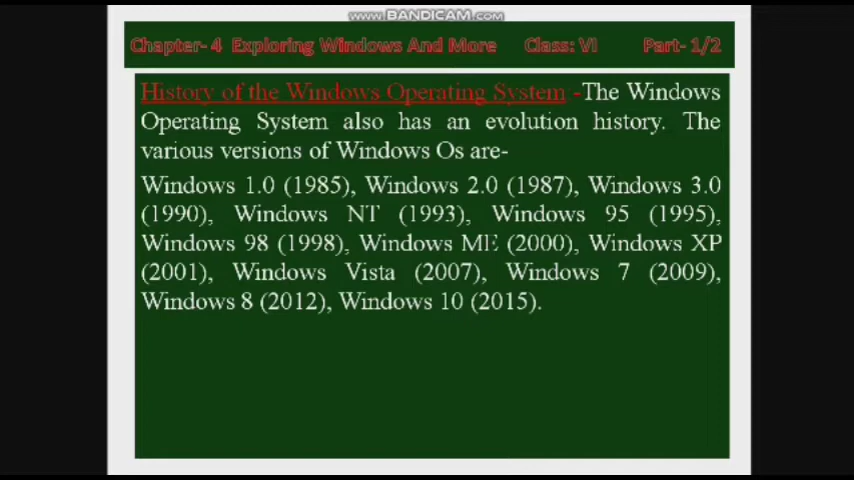 www.BANDICAM.com
Chapter- 4 Exploring Windows And More Class: VI Part- 1/2
History of the Windows Operating System:-The Windows
Operating System also has an evolution history. The
various versions of Windows Os are-
Windows 1.0 (1985), Windows 2.0 (1987), Windows 3.0
(1990), Windows NT (1993), Windows 95 (1995),
Windows 98 (1998), Windows ME (2000), Windows XP
(2001), Windows Vista (2007), Windows 7 (2009),
Windows 8 (2012), Windows 10 (2015).